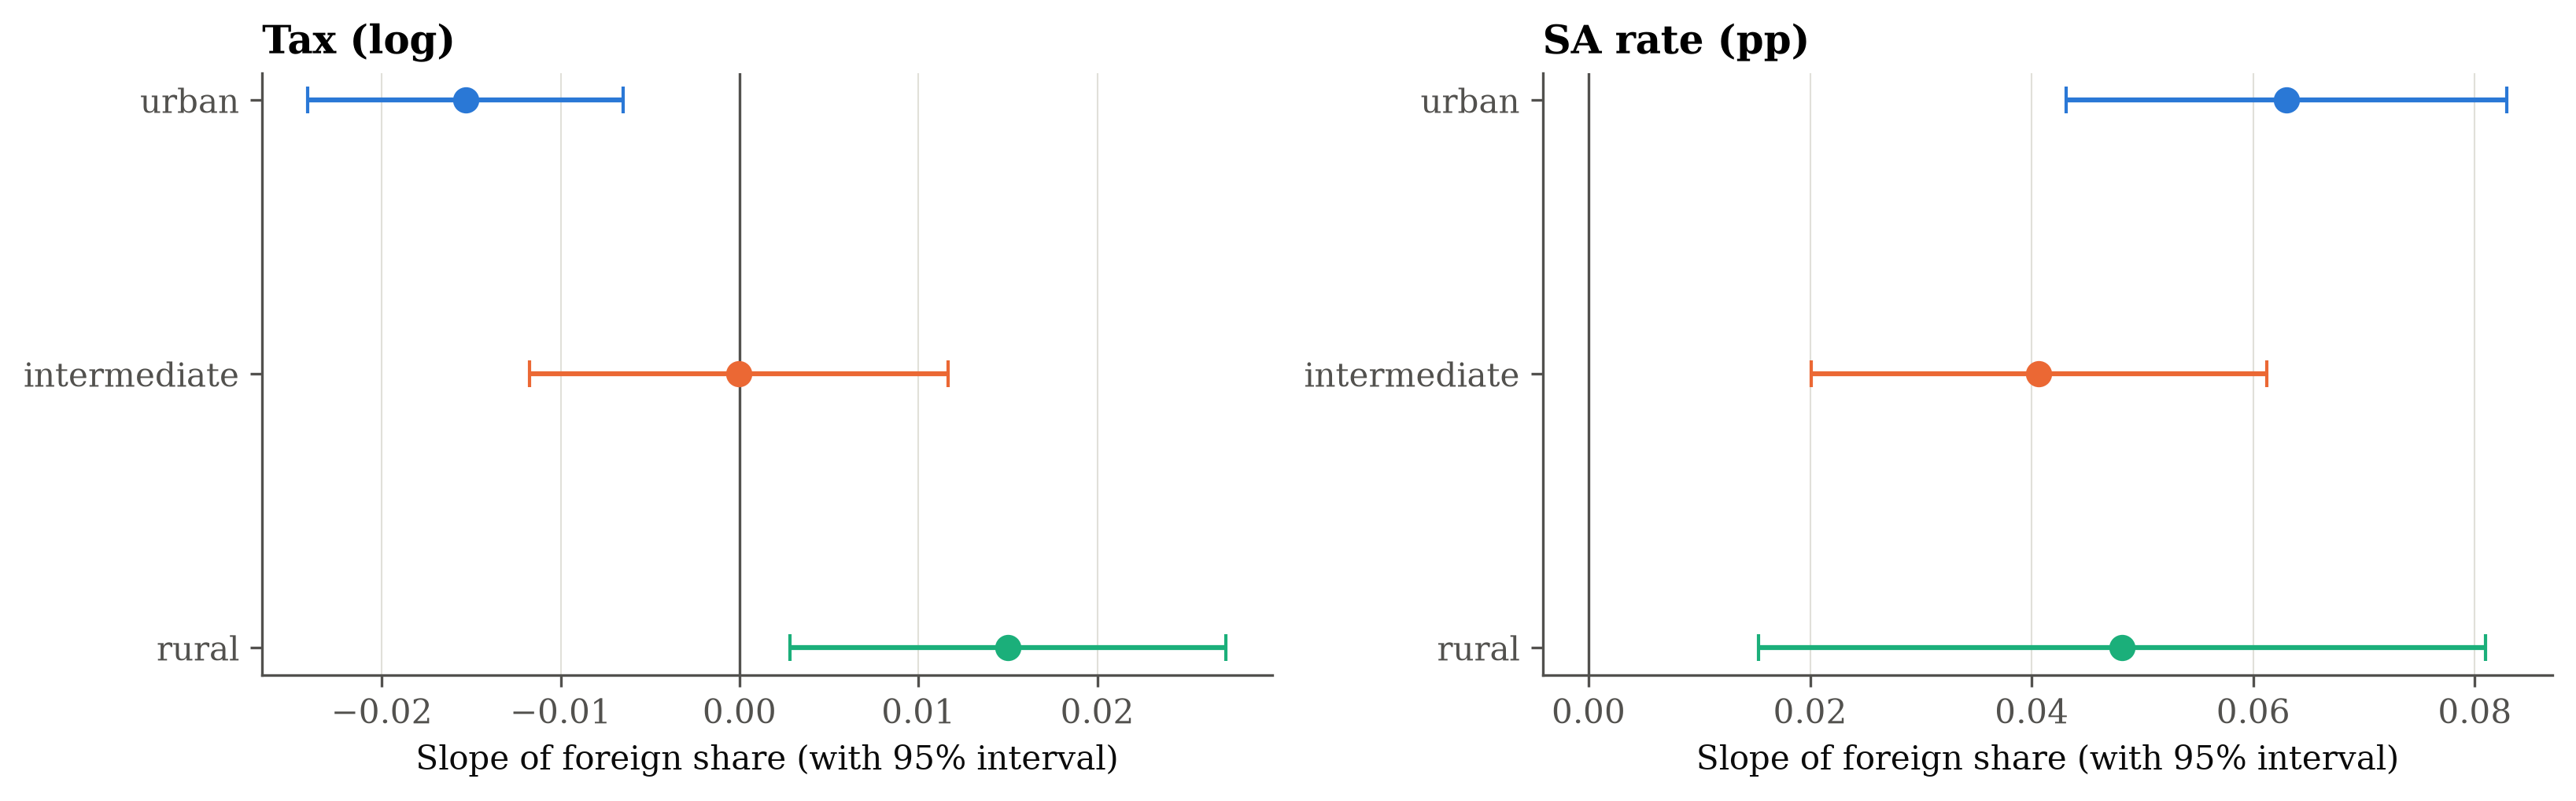 Tax (log)
urban
intermediate
rural
−0.02 −0.01 0.00 0.01 0.02
Slope of foreign share (with 95% interval)
SA rate (pp)
urban
intermediate
rural
0.00 0.02 0.04 0.06 0.08
Slope of foreign share (with 95% interval)